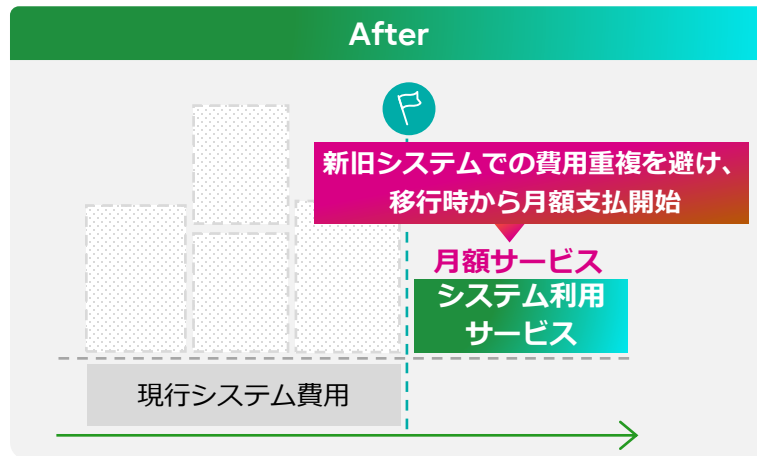 After
新旧システムでの費用重複を避け、
移行時から月額支払開始
月額サービス
システム利用
サービス
現行システム費用